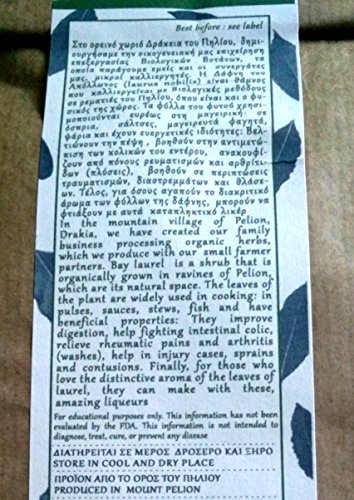 Best before : see label
Στο ορεινό χωριό Δράκεια του Πηλίου, δημι-
ουργήσαμε την οικογενειακή μας επιχείρηση
επεξεργασίας Βιολογικών Βοτάνων, τα
οποία παράγουμε εμείς και οι συνεργάτες
μας, μικροί καλλιεργητές. Η Δάφνη του
Απόλλωνος (laurus nobilis) είναι θάμνος
που καλλιεργείται με Βιολογικές μεθόδους
σε ρεματιές του Πηλίου, όπου είναι και ο φυ-
σικός της χώρος. Τα φύλλα του φυτού χρησι-
μοποιούνται ευρέως στη μαγειρική: σε
όσπρια, σάλτσες, μαγειρευτά φαγητά,
ψάρια και έχουν ευεργετικές ιδιότητες: Βελ-
τιώνουν την πέψη , βοηθούν στην αντιμετώ-
πιση των κολικών του εντέρου, ανακουφί-
ζουν από πόνους ρευματισμών και αρθρίτι-
δων (πλύσεις), βοηθούν σε περιπτώσεις
τραυματισμών, διαστρεμμάτων και θλάσε-
ων. Τέλος, για όσους αγαπούν το διακριτικό
άρωμα των φύλλων της δάφνης, μπορούν να
φτιάξουν με αυτά καταπληκτικό λικέρ
In the mountain village of Pelion,
Drakia, we have created our family
business processing organic herbs,
which we produce with our small farmer
partners. Bay laurel is a shrub that is
organically grown in ravines of Pelion,
which are its natural space. The leaves of
the plant are widely used in cooking: in
pulses, sauces, stews, fish and have
beneficial properties: They improve
digestion, help fighting intestinal colic,
relieve rheumatic pains and arthritis
(washes), help in injury cases, sprains
and contusions. Finally, for those who
love the distinctive aroma of the leaves of
laurel, they can make with these,
amazing liqueurs
For educational purposes only. This information has not been
evaluated by the FDA. This information is not intended to
diagnose, treat, cure, or prevent any disease
ΔΙΑΤΗΡΕΙΤΑΙ ΣΕ ΜΕΡΟΣ ΔΡΟΣΕΡΟ ΚΑΙ ΞΗΡΟ
STORE IN COOL AND DRY PLACE
ΠΡΟΪΟΝ ΑΠΟ ΤΟ ΟΡΟΣ ΤΟΥ ΠΗΛΙΟΥ
PRODUCED IN MOUNT PELION